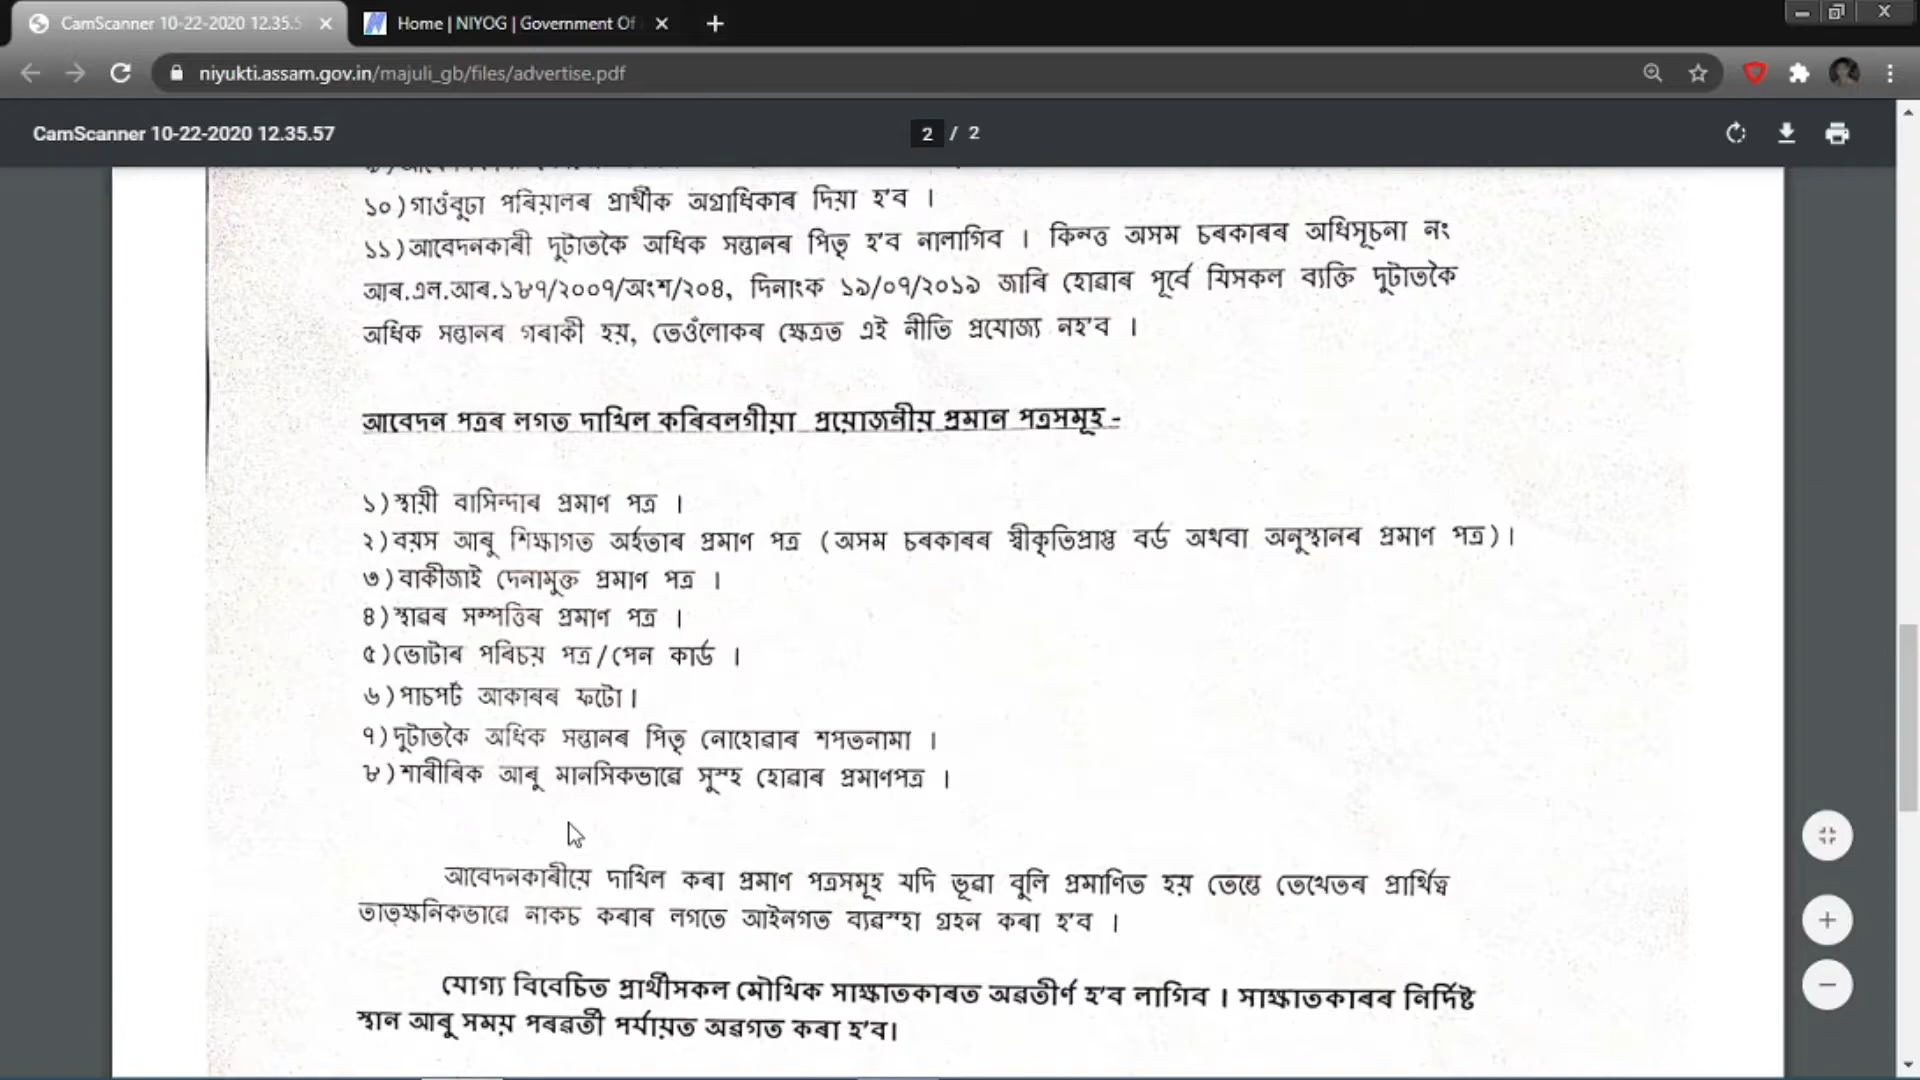 CamScanner 10-22-2020 12.35.5
Home | NIYOG | Government Of
niyukti.assam.gov.in/majuli_gb/files/advertise.pdf
CamScanner 10-22-2020 12.35.57
2 / 2
১০)গাওঁবুঢা পৰিয়ালৰ প্ৰাৰ্থীক অগ্ৰাধিকাৰ দিয়া হ'ব ।
১১)আবেদনকাৰী দুটাতকৈ অধিক সন্তানৰ পিতৃ হ'ব নালাগিব । কিন্তু অসম চৰকাৰৰ অধিসূচনা নং
আৰ.এল.আৰ.১৮৭/২০০৭/অংশ/২০৪, দিনাংক ১৯/০৭/২০১৯ জাৰি হোৱাৰ পূৰ্বে যিসকল ব্যক্তি দুটাতকৈ
অধিক সন্তানৰ গৰাকী হয়, তেওঁলোকৰ ক্ষেত্ৰত এই নীতি প্ৰযোজ্য নহ'ব ।
আবেদন পত্ৰৰ লগত দাখিল কৰিবলগীয়া প্ৰয়োজনীয় প্ৰমান পত্ৰসমূহ -
১)স্থায়ী বাসিন্দাৰ প্ৰমাণ পত্ৰ ।
২)বয়স আৰু শিক্ষাগত অৰ্হতাৰ প্ৰমাণ পত্ৰ (অসম চৰকাৰৰ স্বীকৃতিপ্ৰাপ্ত বৰ্ড অথবা অনুস্থানৰ প্ৰমাণ পত্ৰ)।
৩)বাকীজাই দেনামুক্ত প্ৰমাণ পত্ৰ ।
৪)স্থাৱৰ সম্পত্তিৰ প্ৰমাণ পত্ৰ ।
৫)ভোটাৰ পৰিচয় পত্ৰ/পেন কাৰ্ড ।
৬)পাচপৰ্ট আকাৰৰ ফটো।
৭)দুটাতকৈ অধিক সন্তানৰ পিতৃ নোহোৱাৰ শপতনামা ।
৮)শাৰীৰিক আৰু মানসিকভাৱে সুস্হ হোৱাৰ প্ৰমাণপত্ৰ ।
আবেদনকাৰীয়ে দাখিল কৰা প্ৰমাণ পত্ৰসমূহ যদি ভূৱা বুলি প্ৰমাণিত হয় তেন্তে তেখেতৰ প্ৰাৰ্থিত্ব
তাত্ক্ষনিকভাৱে নাকচ কৰাৰ লগতে আইনগত ব্যৱস্হা গ্ৰহন কৰা হ'ব ।
যোগ্য বিবেচিত প্ৰাৰ্থীসকল মৌখিক সাক্ষাতকাৰত অৱতীৰ্ণ হ'ব লাগিব । সাক্ষাতকাৰৰ নিৰ্দিষ্ট
স্থান আৰু সময় পৰৱৰ্তী পৰ্যায়ত অৱগত কৰা হ'ব।